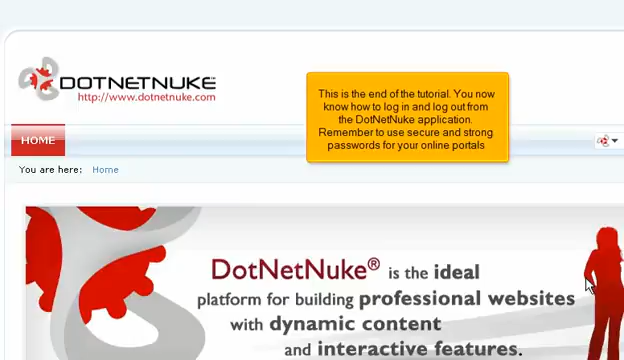 DOTNETNUKE
http://www.dotnetnuke.com
This is the end of the tutorial. You now
know how to log in and log out from
the DotNetNuke application.
Remember to use secure and strong
passwords for your online portals
HOME
You are here: Home
DotNetNuke® is the ideal
platform for building professional websites
with dynamic content
and interactive features.